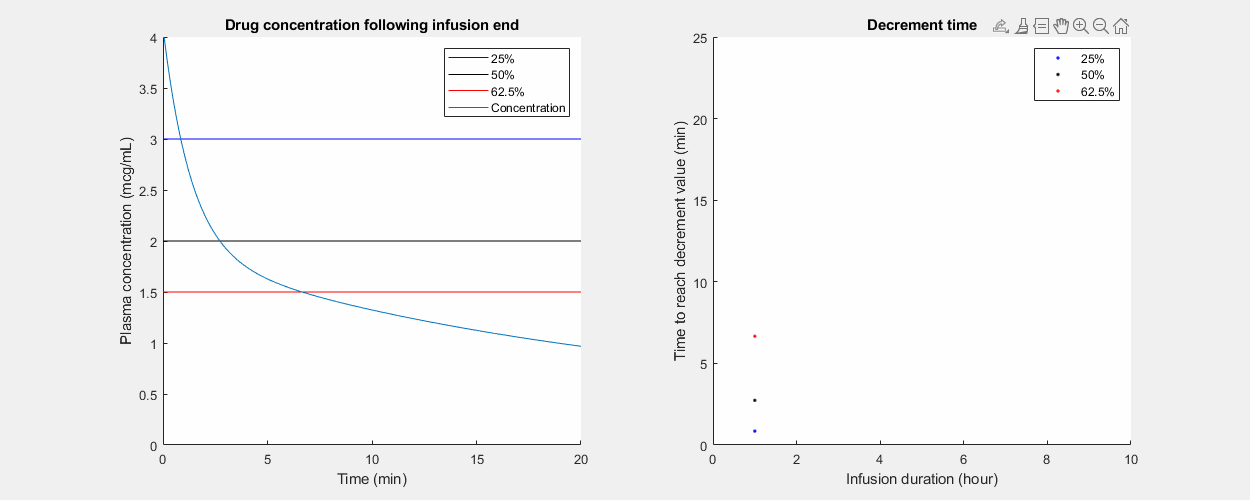 Drug concentration following infusion end
4
3.5
3
2.5
2
1.5
1
0.5
0
Plasma concentration (mcg/mL)
25%
50%
62.5%
Concentration
0 5 10 15 20
Time (min)
Decrement time
25
20
15
10
5
0
Time to reach decrement value (min)
25%
50%
62.5%
0 2 4 6 8 10
Infusion duration (hour)